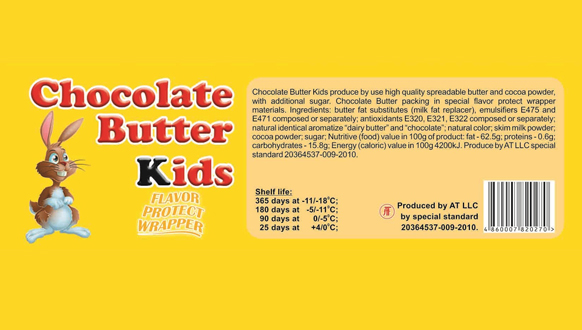 Chocolate
Butter
Kids
FLAVOR
PROTECT
WRAPPER
Chocolate Butter Kids produce by use high quality spreadable butter and cocoa powder,
with additional sugar. Chocolate Butter packing in special flavor protect wrapper
materials. Ingredients: butter fat substitutes (milk fat replacer), emulsifiers E475 and
E471 composed or separately; antioxidants E320, E321, E322 composed or separately;
natural identical aromatize "dairy butter" and "chocolate"; natural color; skim milk powder;
cocoa powder; sugar; Nutritive (food) value in 100g of product: fat - 62.5g; proteins - 0.6g;
carbohydrates - 15.8g; Energy (caloric) value in 100g 4200kJ. Produce by AT LLC special
standard 20364537-009-2010.
Shelf life:
365 days at -11/-18°C;
180 days at -5/-11°C;
90 days at 0/-5°C;
25 days at +4/0°C;
Produced by AT LLC
by special standard
20364537-009-2010.
4 860007 820270 >